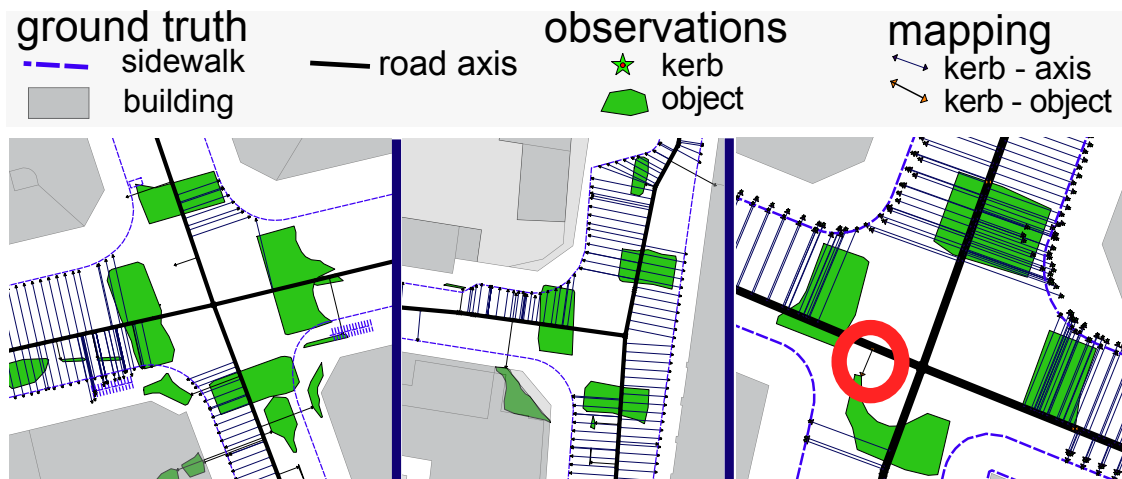 ground truth
observations
mapping
sidewalk
road axis
kerb
kerb - axis
building
object
kerb - object